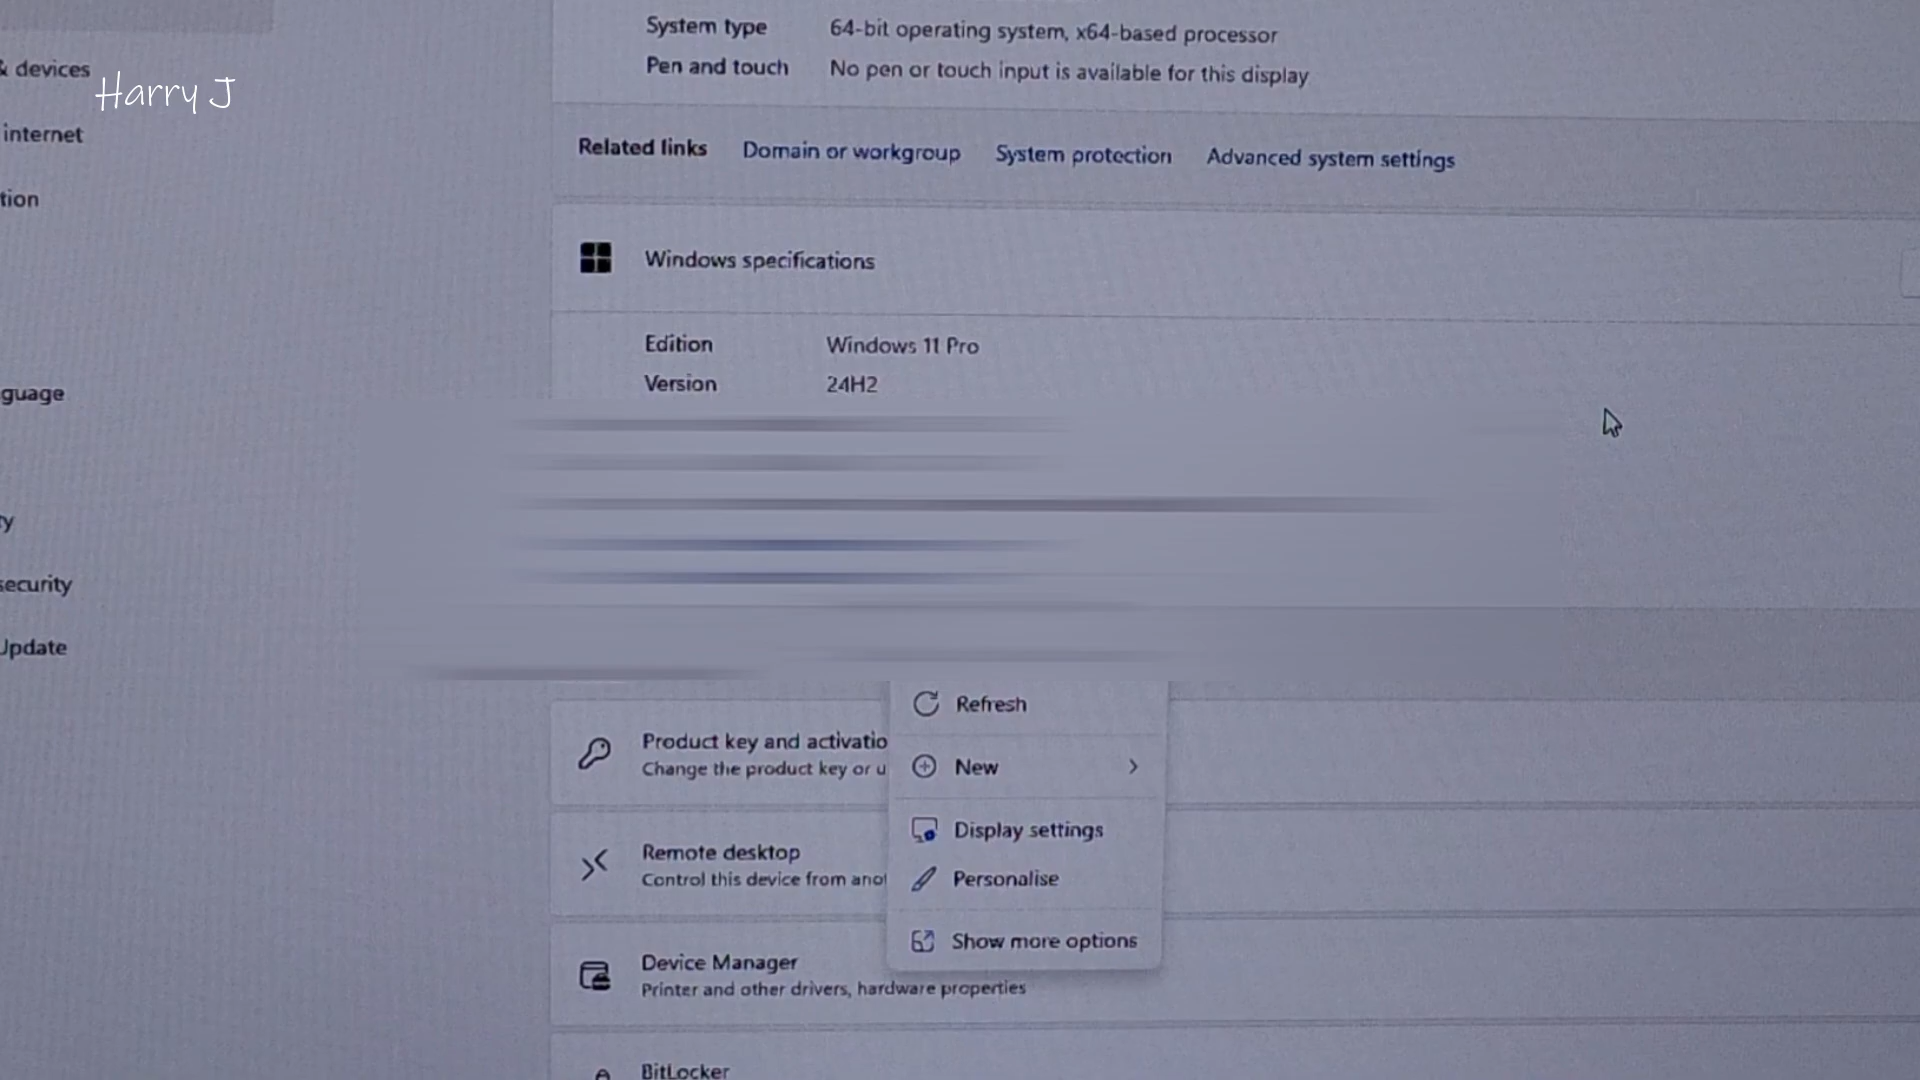 System type 64-bit operating system, x64-based processor
& devices
Pen and touch No pen or touch input is available for this display
Harry J
internet
Related links Domain or workgroup System protection Advanced system settings
tion
Windows specifications
Edition Windows 11 Pro
Version 24H2
guage
y
security
Update
Refresh
Product key and activatio
Change the product key or u
New
Display settings
Remote desktop
Control this device from anot
Personalise
Show more options
Device Manager
Printer and other drivers, hardware properties
BitLocker